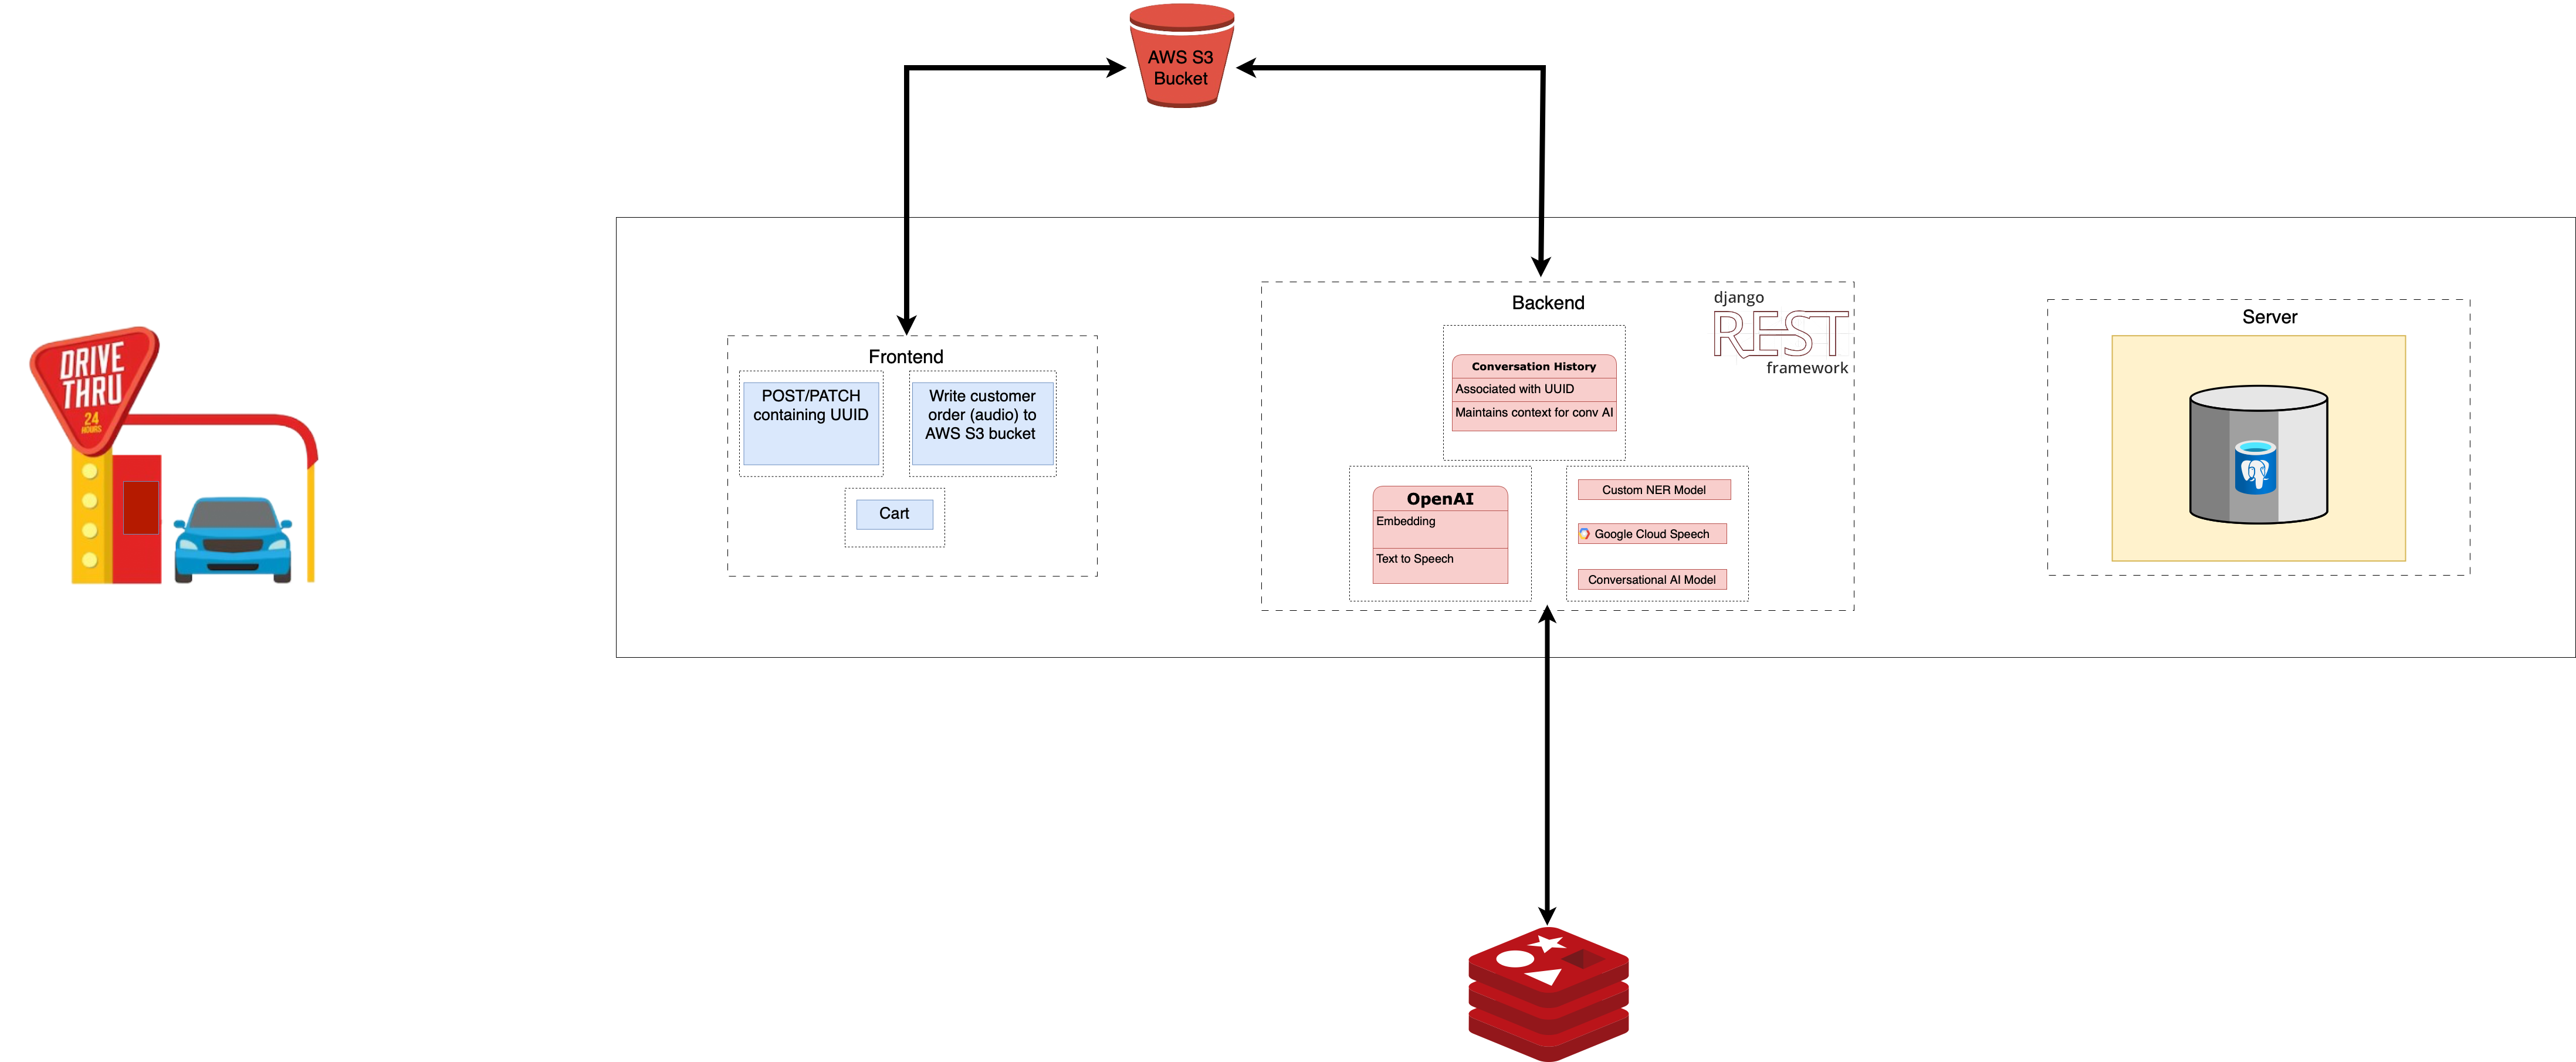 AWS S3
Bucket
DRIVE
THRU
24
HOURS
Frontend
POST/PATCH
containing UUID
Write customer
order (audio) to
AWS S3 bucket
Cart
Backend
django
REST
framework
Conversation History
Associated with UUID
Maintains context for conv AI
OpenAI
Embedding
Text to Speech
Custom NER Model
Google Cloud Speech
Conversational AI Model
Server